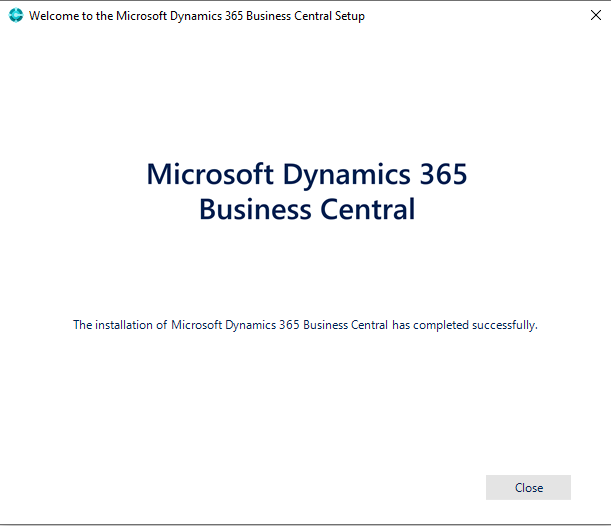 Welcome to the Microsoft Dynamics 365 Business Central Setup
Microsoft Dynamics 365
Business Central
The installation of Microsoft Dynamics 365 Business Central has completed successfully.
Close